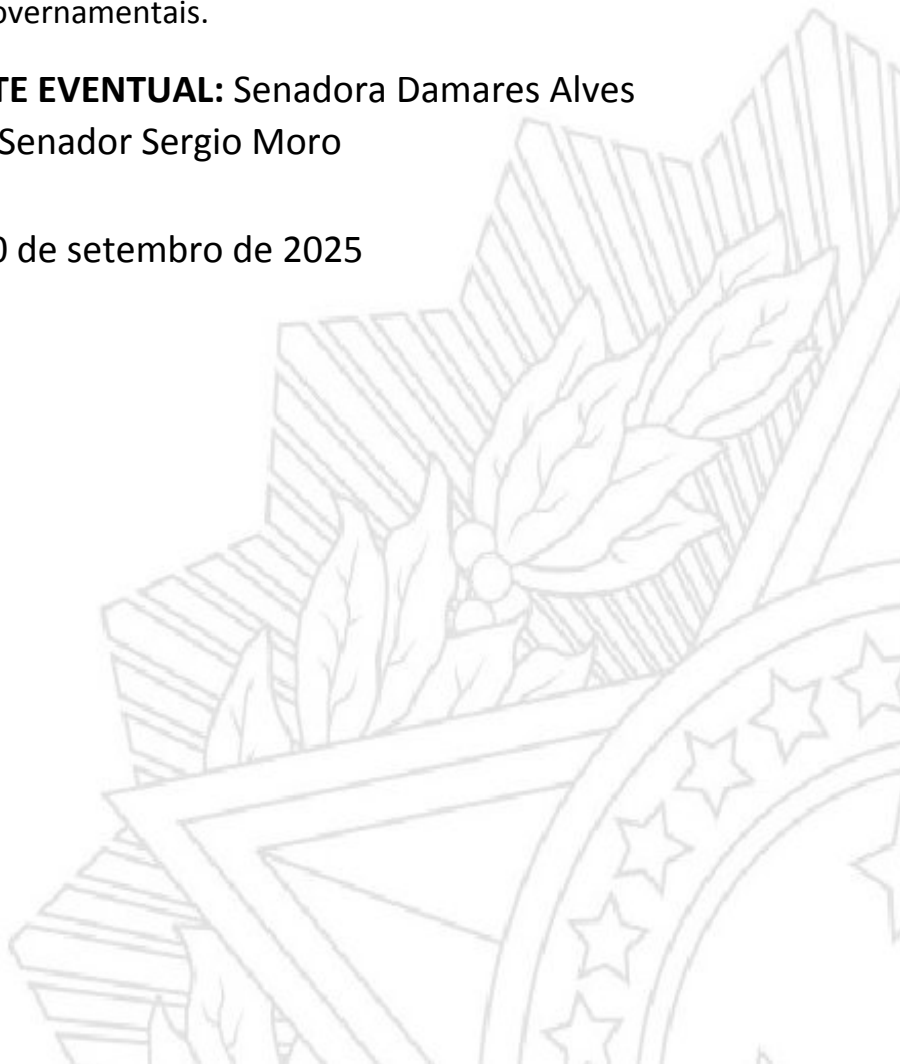 overnamentais.
TE EVENTUAL: Senadora Damares Alves
Senador Sergio Moro
0 de setembro de 2025